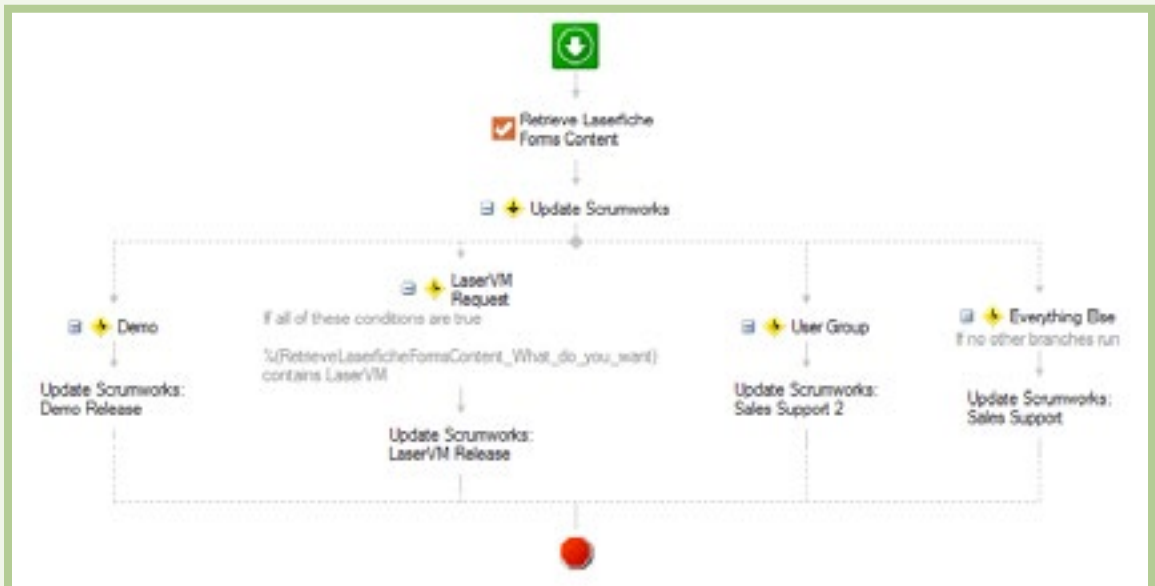 Retrieve Laserfiche
Forms Content
Update Scrumworks
Demo
Update Scrumworks:
Demo Release
LaserVM
Request
If all of these conditions are true
%(RetrieveLaserficheFormsContent_What_do_you_want)
contains LaserVM
Update Scrumworks:
LaserVM Release
User Group
Update Scrumworks:
Sales Support 2
Everything Else
If no other branches run
Update Scrumworks:
Sales Support